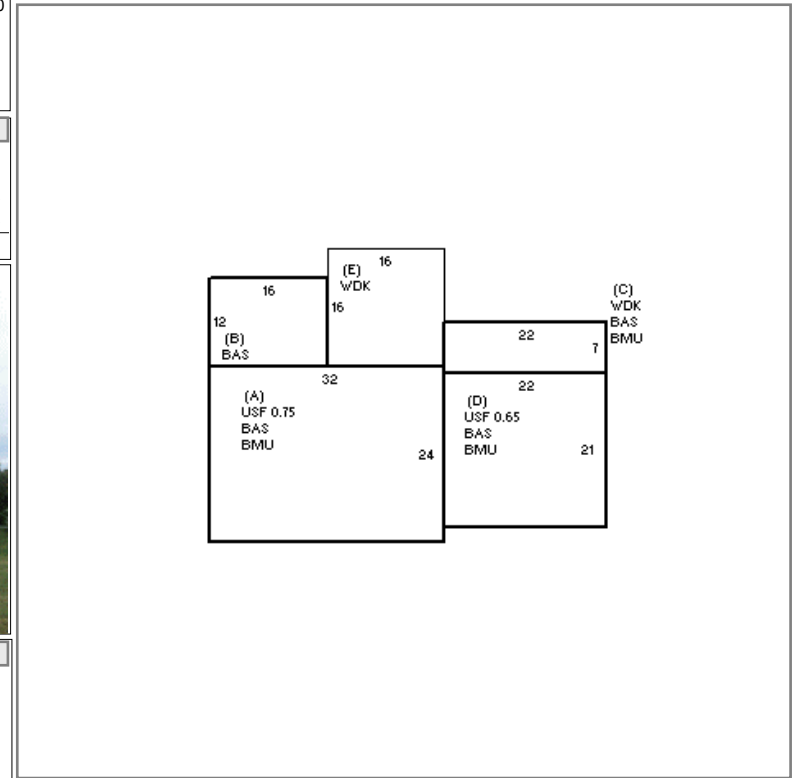 16
(E)
WDK
16
16
12
(B)
BAS
(C)
WDK
BAS
BMU
22
7
32
(A)
USF 0.75
BAS
BMU
24
22
(D)
USF 0.65
BAS
BMU
21